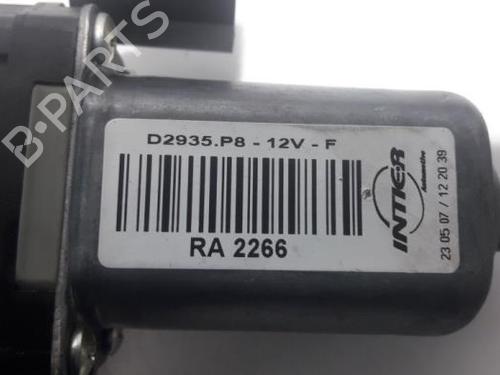 B-PARTS
D2935.P8 - 12V - F
RA 2266
INTIER
Automotive
23 05 07 / 12 20 39